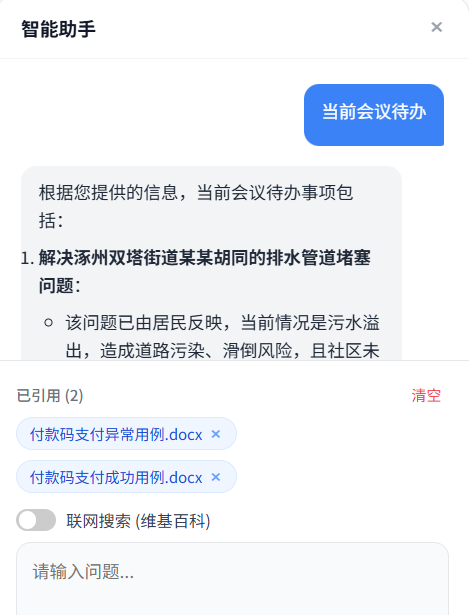 智能助手 ×
当前会议待办
根据您提供的信息，当前会议待办事项包
括：
1. 解决涿州双塔街道某某胡同的排水管道堵塞
问题：
该问题已由居民反映，当前情况是污水溢
出，造成道路污染、滑倒风险，且社区未
已引用 (2) 清空
付款码支付异常用例.docx ×
付款码支付成功用例.docx ×
联网搜索 (维基百科)
请输入问题...